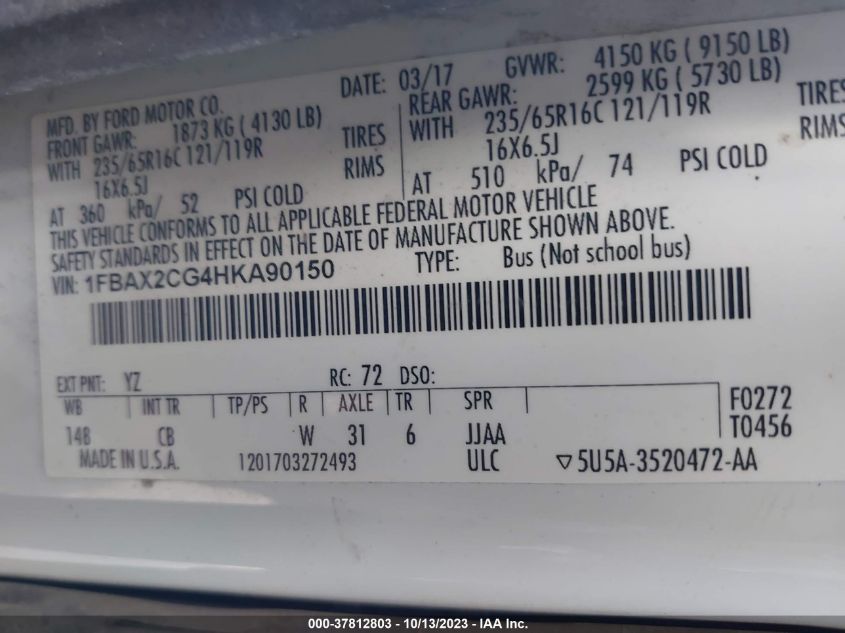 MFD. BY FORD MOTOR CO. DATE: 03/17 GVWR: 4150 KG ( 9150 LB)
FRONT GAWR: 1873 KG ( 4130 LB) REAR GAWR: 2599 KG ( 5730 LB)
WITH 235/65R16C 121/119R TIRES WITH 235/65R16C 121/119R TIRES
16X6.5J RIMS 16X6.5J RIMS
AT 360 kPa/ 52 PSI COLD AT 510 kPa/ 74 PSI COLD
THIS VEHICLE CONFORMS TO ALL APPLICABLE FEDERAL MOTOR VEHICLE
SAFETY STANDARDS IN EFFECT ON THE DATE OF MANUFACTURE SHOWN ABOVE.
VIN: 1FBAX2CG4HKA90150 TYPE: Bus (Not school bus)
EXT PNT: YZ RC: 72 DSO:
WB INT TR TP/PS R AXLE TR SPR F0272
148 CB W 31 6 JJAA T0456
MADE IN U.S.A. 1201703272493 ULC ▽5U5A-3520472-AA
000-37812803 - 10/13/2023 - IAA Inc.